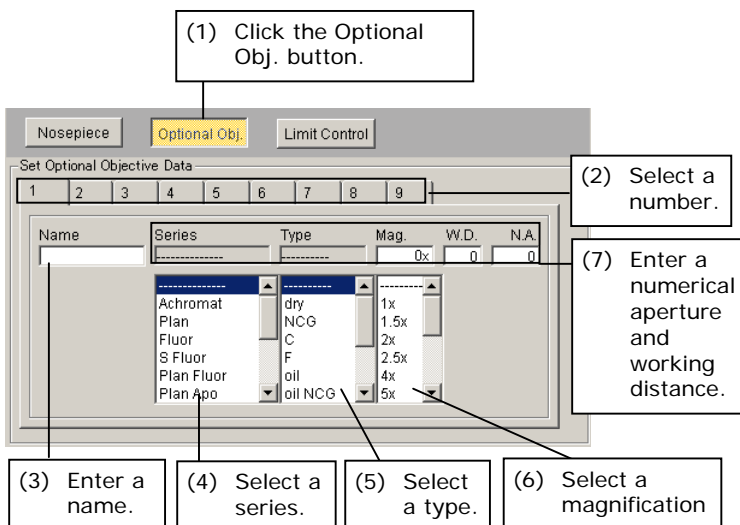 (1) Click the Optional
Obj. button.
Nosepiece
Optional Obj.
Limit Control
Set Optional Objective Data
1 2 3 4 5 6 7 8 9
(2) Select a
number.
Name Series Type Mag. W.D. N.A.
-------------- ---------- 0x 0 0
-------------- ---------- ---------
Achromat dry 1x
Plan NCG 1.5x
Fluor C 2x
S Fluor F 2.5x
Plan Fluor oil 4x
Plan Apo oil NCG 5x
(7) Enter a
numerical
aperture
and
working
distance.
(3) Enter a
name.
(4) Select a
series.
(5) Select
a type.
(6) Select a
magnification